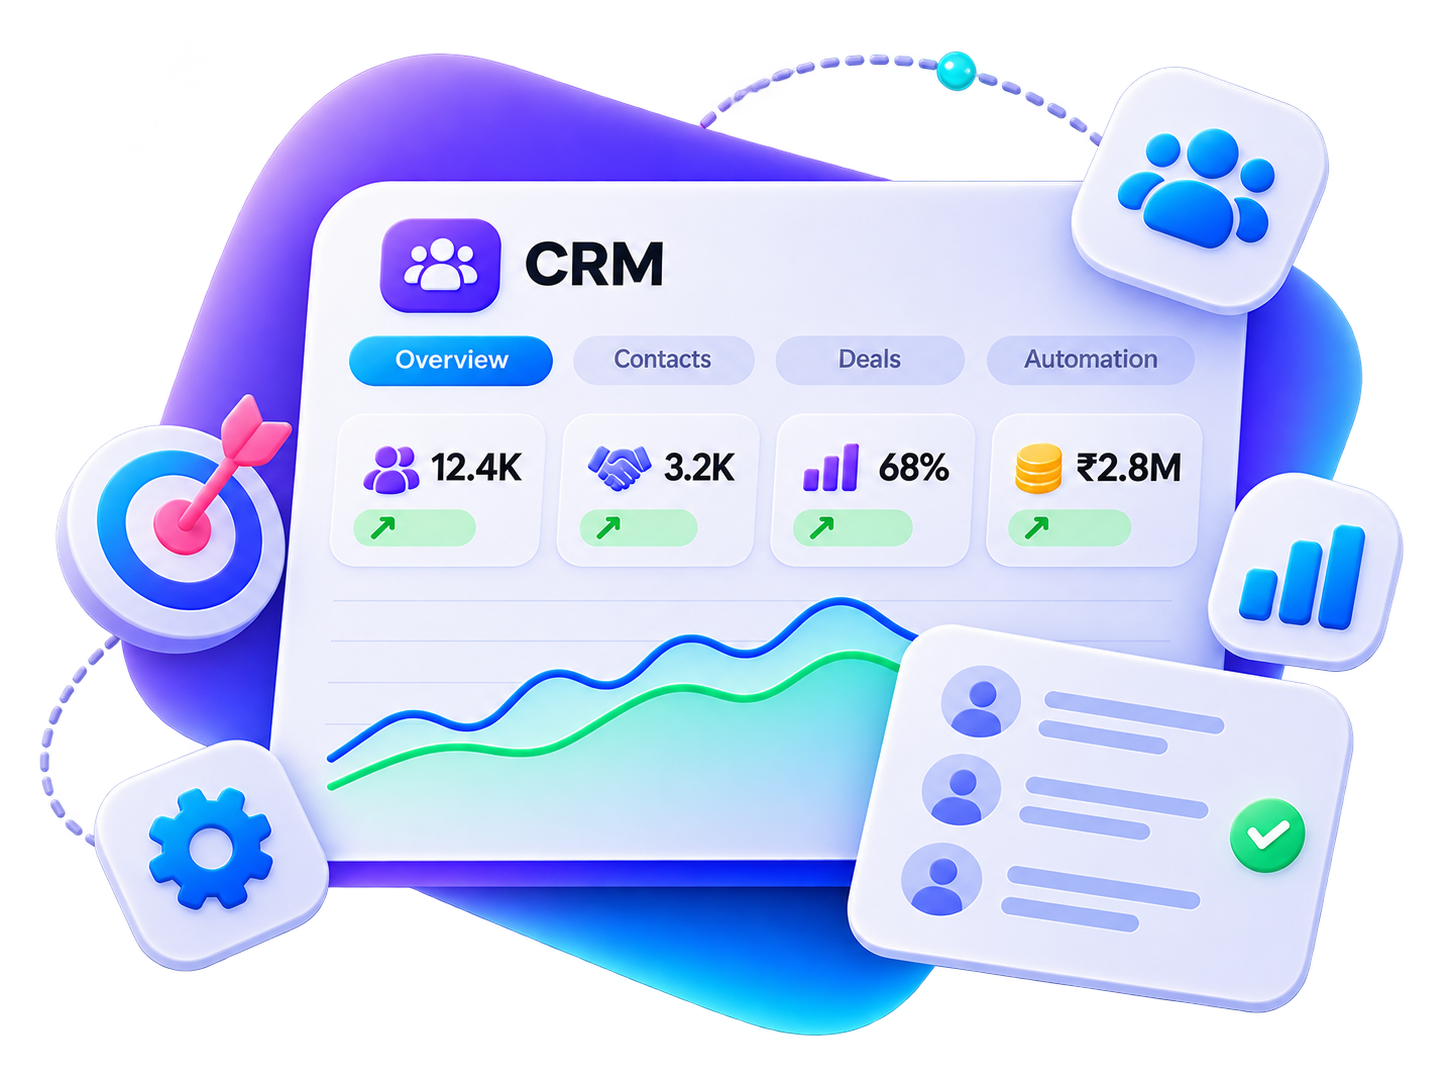 CRM
Overview
Contacts
Deals
Automation
12.4K
3.2K
68%
₹2.8M